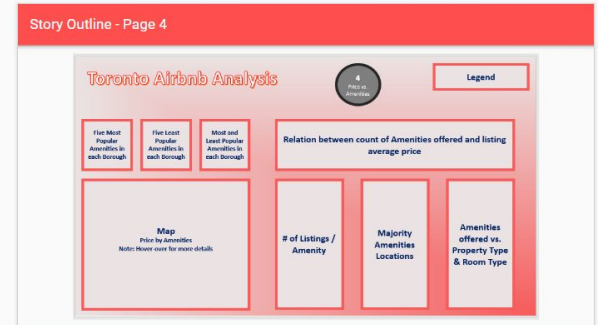 Story Outline - Page 4
Toronto Airbnb Analysis
4
Price vs.
Amenities
Legend
Five Most
Popular
Amenities in
each Borough
Five Least
Popular
Amenities in
each Borough
Most and
Least Popular
Amenities in
each Borough
Relation between count of Amenities offered and listing
average price
Map
Price by Amenities
Note: Hover over for more details
# of Listings /
Amenity
Majority
Amenities
Locations
Amenities
offered vs.
Property Type
& Room Type